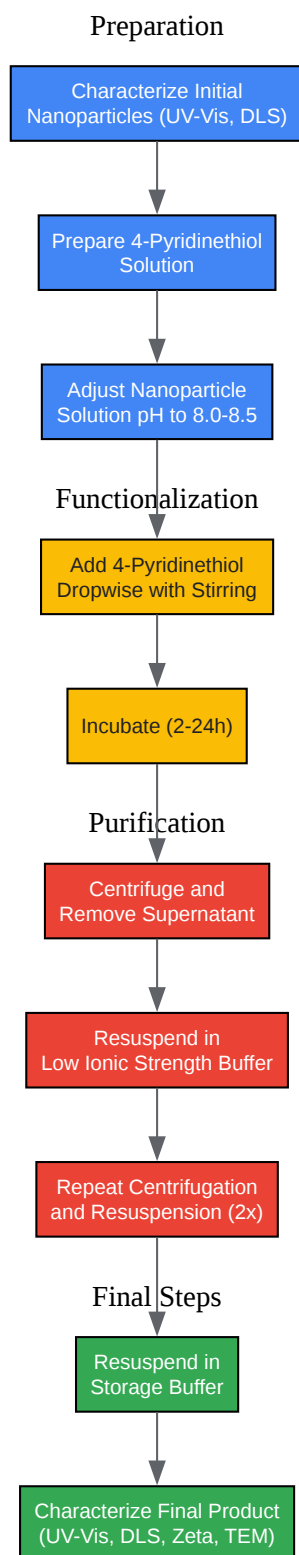 Preparation
Characterize Initial
Nanoparticles (UV-Vis, DLS)
Prepare 4-Pyridinethiol
Solution
Adjust Nanoparticle
Solution pH to 8.0-8.5
Functionalization
Add 4-Pyridinethiol
Dropwise with Stirring
Incubate (2-24h)
Purification
Centrifuge and
Remove Supernatant
Resuspend in
Low Ionic Strength Buffer
Repeat Centrifugation
and Resuspension (2x)
Final Steps
Resuspend in
Storage Buffer
Characterize Final Product
(UV-Vis, DLS, Zeta, TEM)